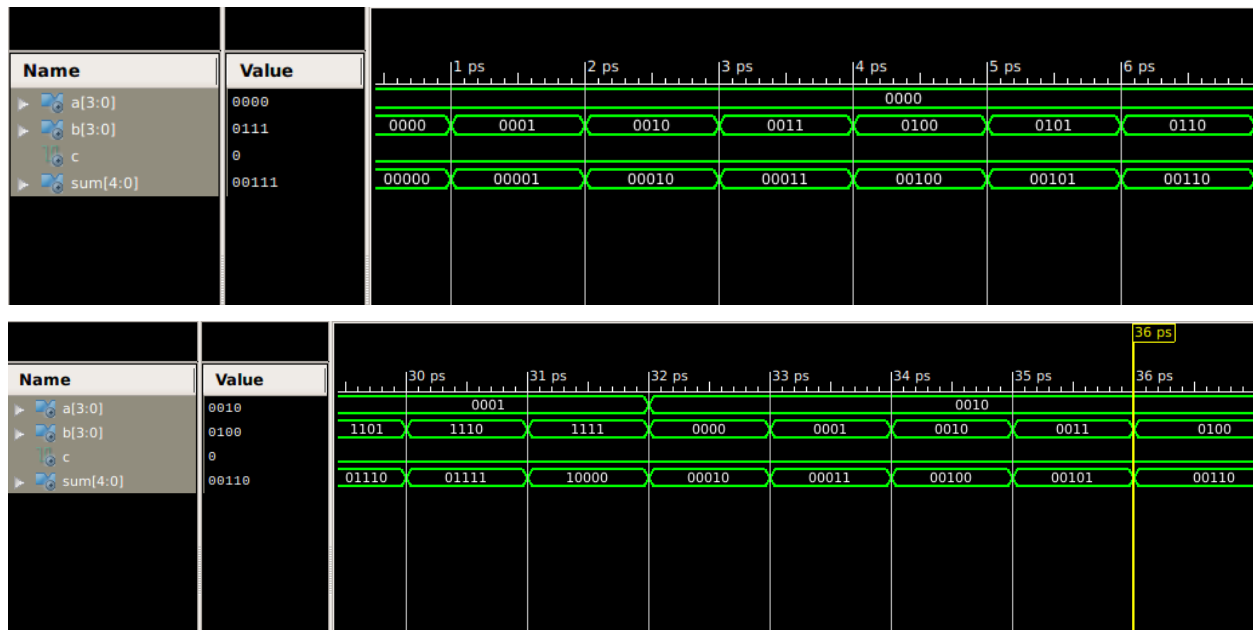 1 ps 2 ps 3 ps 4 ps 5 ps 6 ps
Name Value
a[3:0] 0000 0000
b[3:0] 0111 0000 0001 0010 0011 0100 0101 0110
c 0
sum[4:0] 00111 00000 00001 00010 00011 00100 00101 00110
36 ps
30 ps 31 ps 32 ps 33 ps 34 ps 35 ps 36 ps
Name Value
a[3:0] 0010 0001 0010
b[3:0] 0100 1101 1110 1111 0000 0001 0010 0011 0100
c 0
sum[4:0] 00110 01110 01111 10000 00010 00011 00100 00101 00110